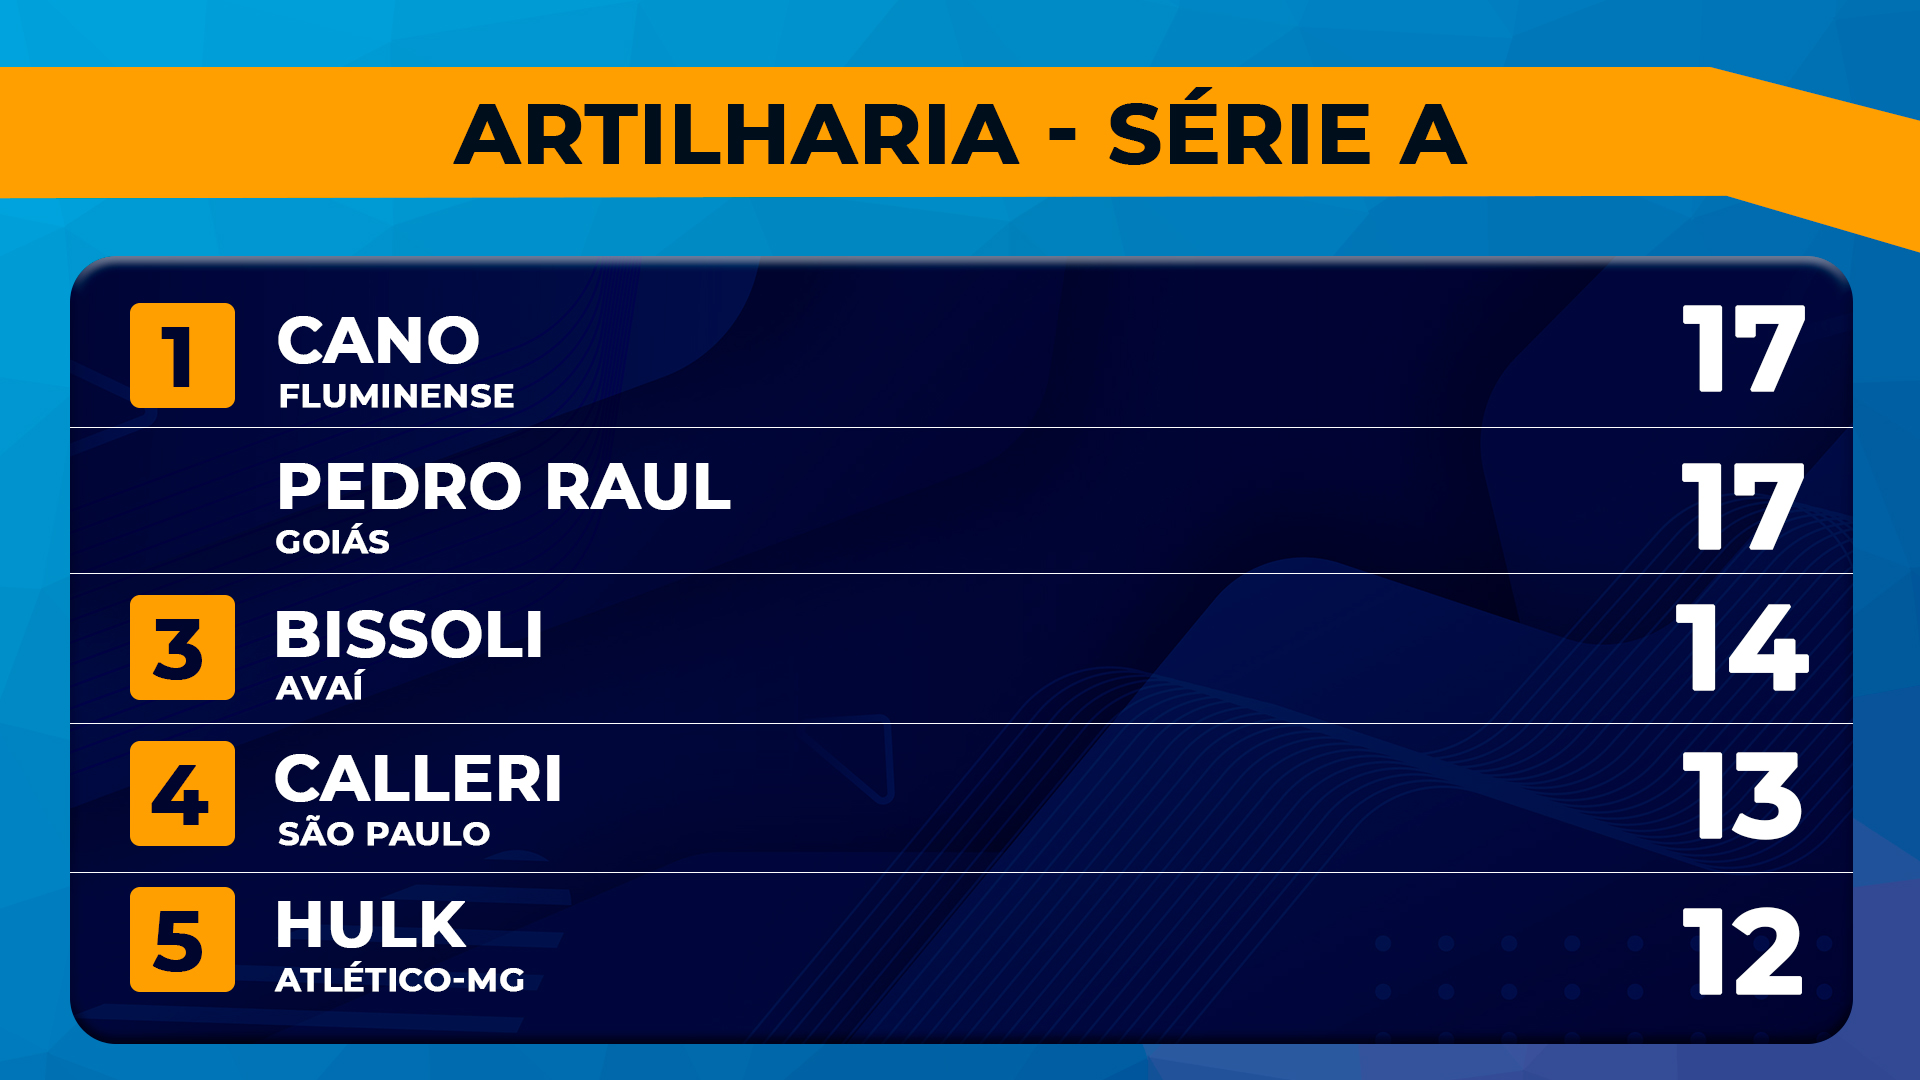 ARTILHARIA - SÉRIE A
1 CANO 17
FLUMINENSE
PEDRO RAUL 17
GOIÁS
3 BISSOLI 14
AVAÍ
4 CALLERI 13
SÃO PAULO
5 HULK 12
ATLÉTICO-MG